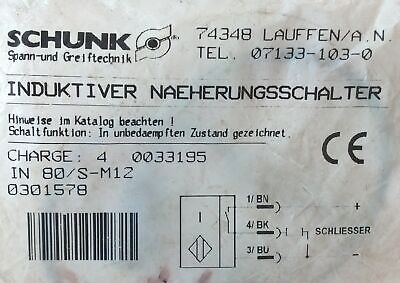 SCHUNK
Spann-und Greiftechnik
74348 LAUFFEN/A.N.
TEL. 07133-103-0
INDUKTIVER NAEHERUNGSSCHALTER
Hinweise im Katalog beachten !
Schaltfunktion: In unbedaempften Zustand gezeichnet.
CHARGE: 4 0033195
IN 80/S-M12
0301578
CE
1/BN +
I 4/BK SCHLIESSER
3/BU -